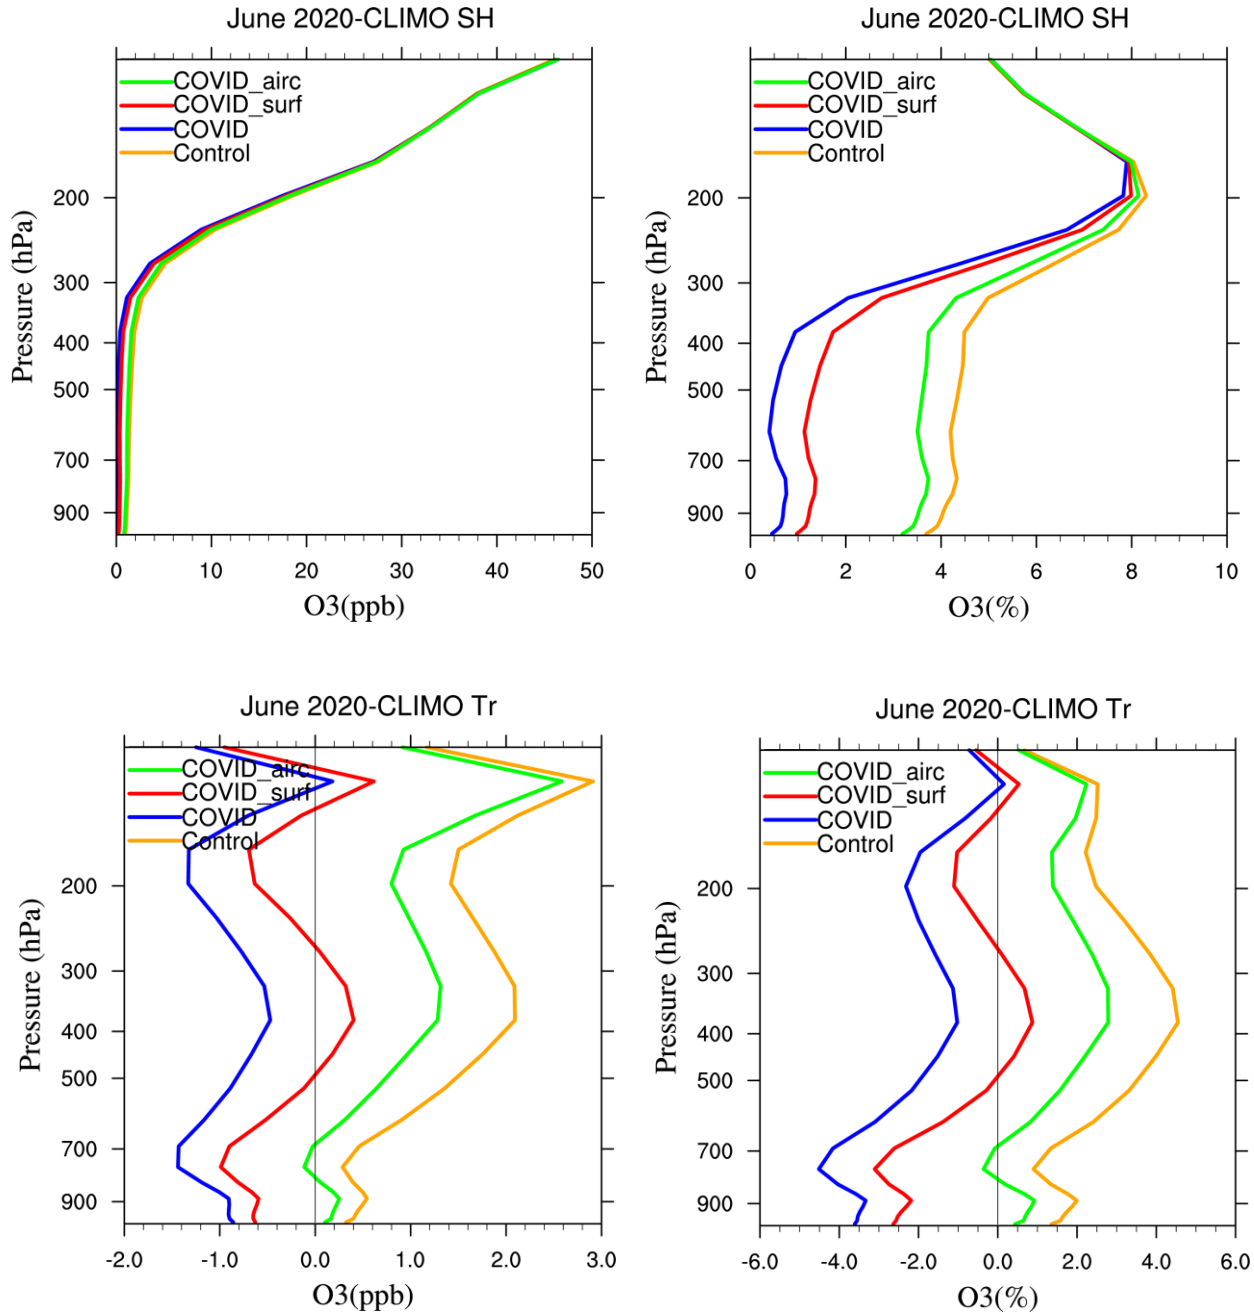 June 2020-CLIMO SH
COVID_airc
COVID_surf
COVID
Control
200
300
400
500
700
900
Pressure (hPa)
0 10 20 30 40 50
O3(ppb)
June 2020-CLIMO SH
COVID_airc
COVID_surf
COVID
Control
200
300
400
500
700
900
Pressure (hPa)
0 2 4 6 8 10
O3(%)
June 2020-CLIMO Tr
COVID_airc
COVID_surf
COVID
Control
200
300
400
500
700
900
Pressure (hPa)
-2.0 -1.0 0.0 1.0 2.0 3.0
O3(ppb)
June 2020-CLIMO Tr
COVID_airc
COVID_surf
COVID
Control
200
300
400
500
700
900
Pressure (hPa)
-6.0 -4.0 -2.0 0.0 2.0 4.0 6.0
O3(%)